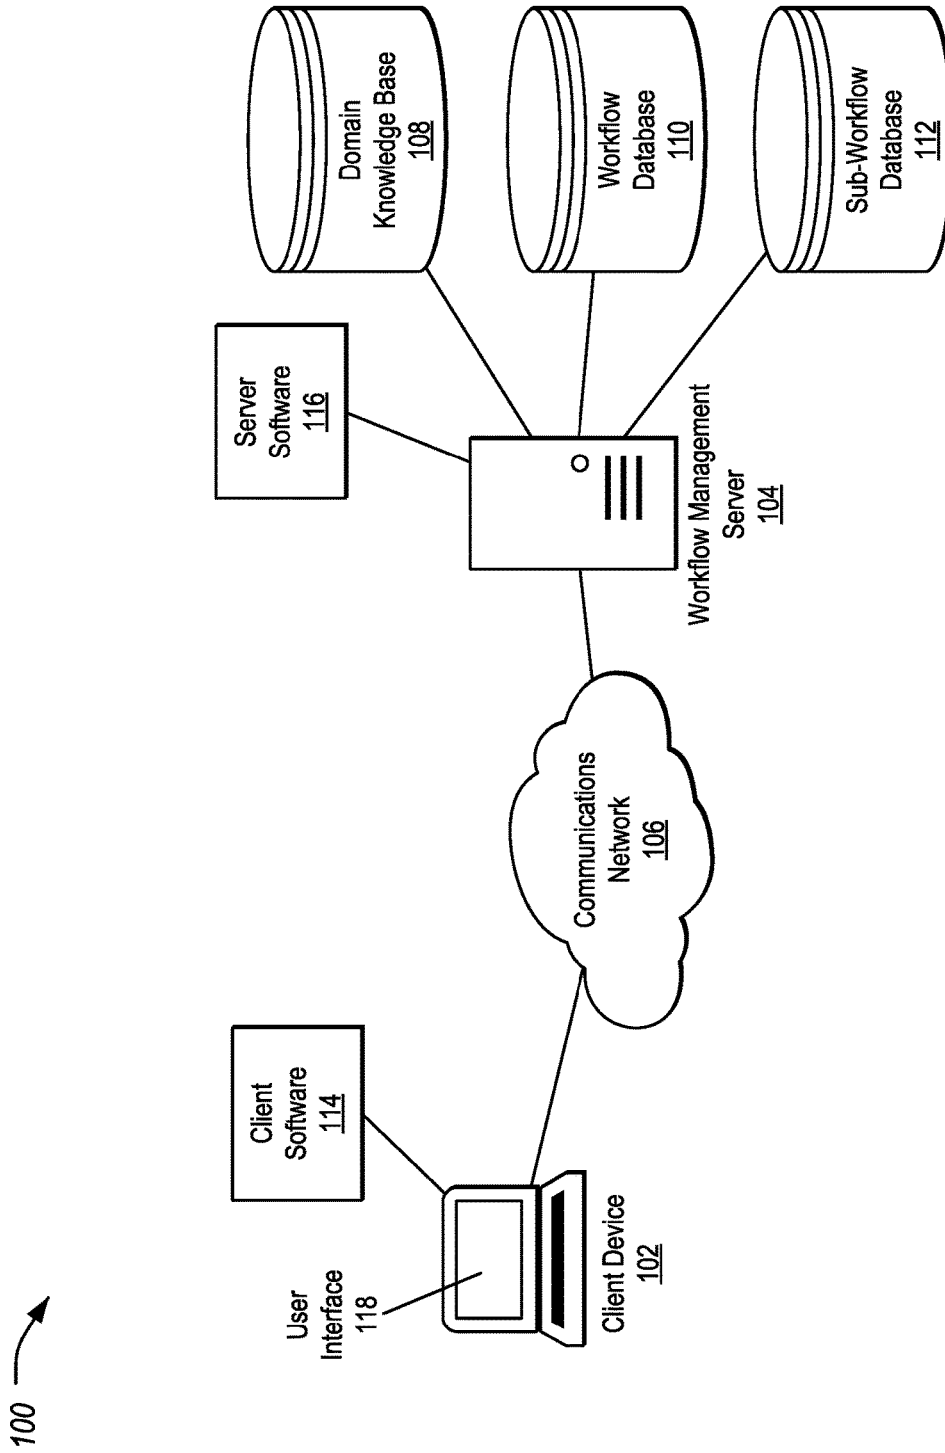 100
User
Interface
118
Client
Software
114
Client Device
102
Communications
Network
106
Server
Software
116
Workflow Management
Server
104
Domain
Knowledge Base
108
Workflow
Database
110
Sub-Workflow
Database
112